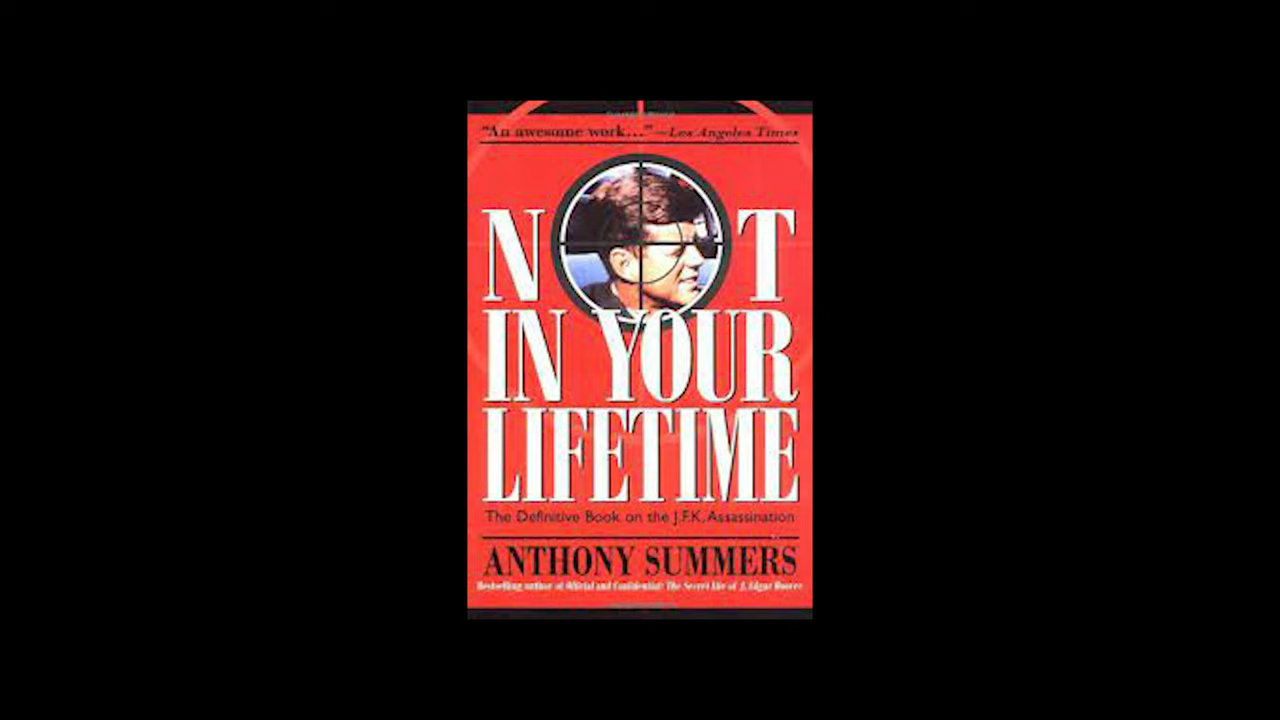 "An awesome work..." —Los Angeles Times
N T
IN YOUR
LIFETIME
The Definitive Book on the J.F.K. Assassination
ANTHONY SUMMERS
Bestselling author of Official and Confidential: The Secret Life of J. Edgar Hoover